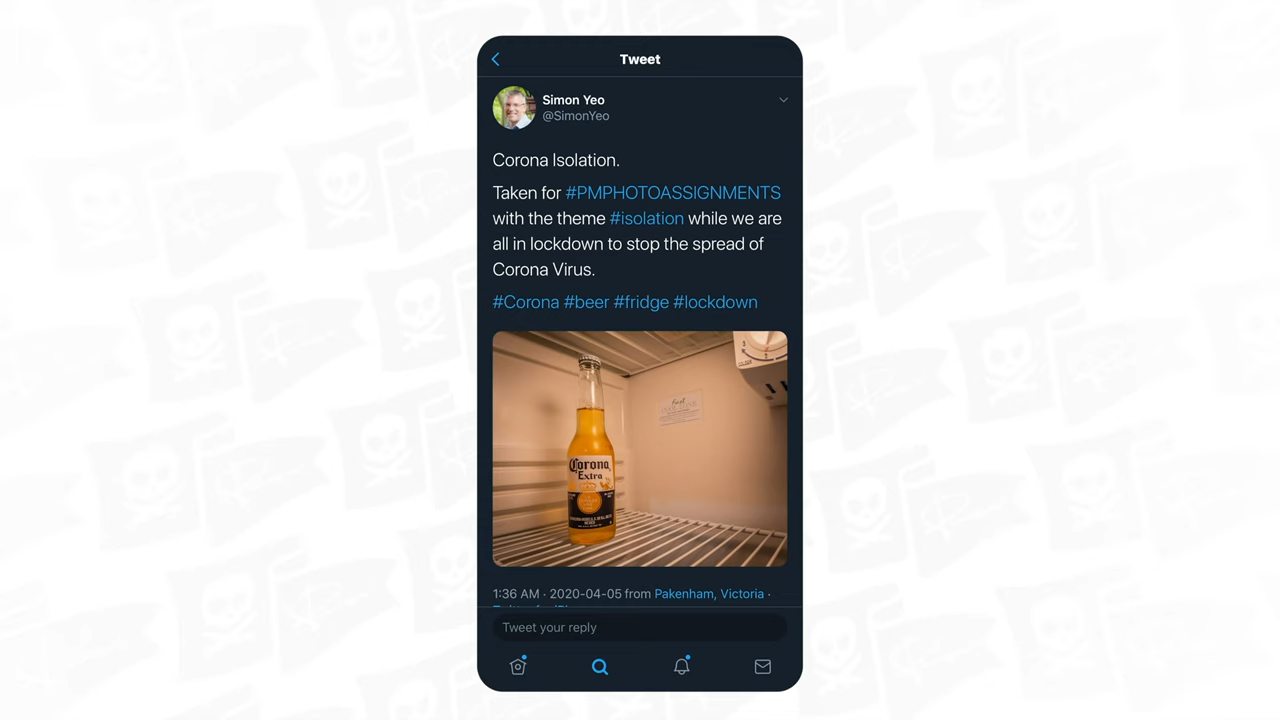 Tweet
Simon Yeo
@SimonYeo
Corona Isolation.
Taken for #PMPHOTOASSIGNMENTS
with the theme #isolation while we are
all in lockdown to stop the spread of
Corona Virus.
#Corona #beer #fridge #lockdown
Corona
Extra
1:36 AM · 2020-04-05 from Pakenham, Victoria ·
Tweet your reply